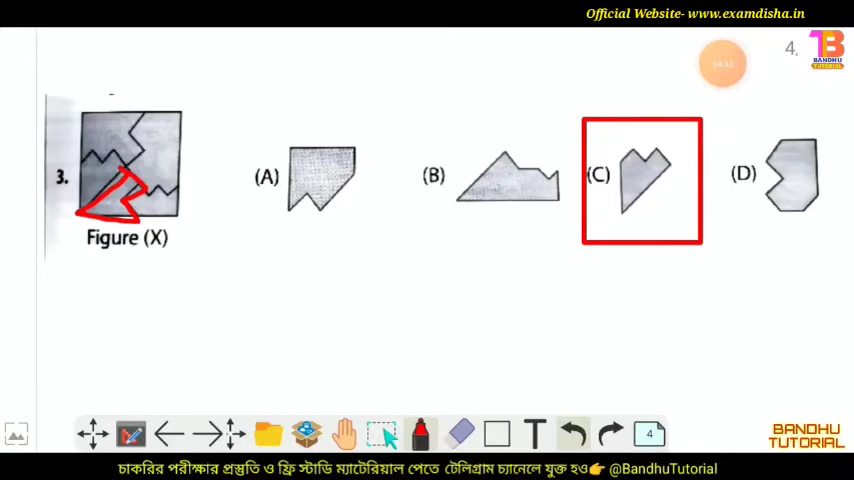 Official Website- www.examdisha.in
4.
BANDHU
TUTORIAL
3.
(A)
(B)
(C)
(D)
Figure (X)
T
4
BANDHU
TUTORIAL
চাকরির পরীক্ষার প্রস্তুতি ও ফ্রি স্টাডি ম্যাটেরিয়াল পেতে টেলিগ্রাম চ্যানেলে যুক্ত হও👉 @BandhuTutorial